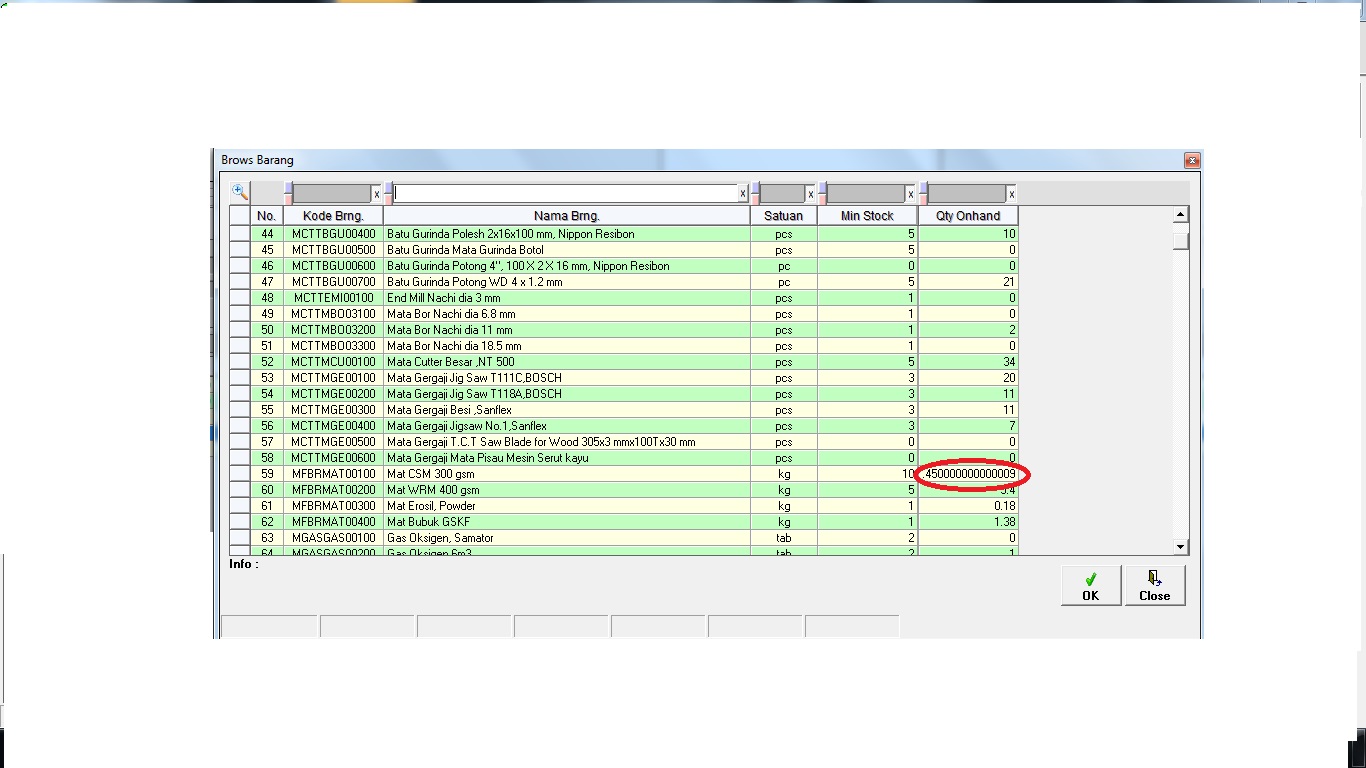 Brows Barang
x x x x x
No. Kode Brng. Nama Brng. Satuan Min Stock Qty Onhand
44 MCTTBGU00400 Batu Gurinda Polesh 2x16x100 mm, Nippon Resibon pcs 5 10
45 MCTTBGU00500 Batu Gurinda Mata Gurinda Botol pcs 5 0
46 MCTTBGU00600 Batu Gurinda Potong 4", 100 X 2 X 16 mm, Nippon Resibon pc 0 0
47 MCTTBGU00700 Batu Gurinda Potong WD 4 x 1.2 mm pc 5 21
48 MCTTEMI00100 End Mill Nachi dia 3 mm pcs 1 0
49 MCTTMBO03100 Mata Bor Nachi dia 6.8 mm pcs 1 0
50 MCTTMBO03200 Mata Bor Nachi dia 11 mm pcs 1 2
51 MCTTMBO03300 Mata Bor Nachi dia 18.5 mm pcs 1 0
52 MCTTMCU00100 Mata Cutter Besar ,NT 500 pcs 5 34
53 MCTTMGE00100 Mata Gergaji Jig Saw T111C,BOSCH pcs 3 20
54 MCTTMGE00200 Mata Gergaji Jig Saw T118A,BOSCH pcs 3 11
55 MCTTMGE00300 Mata Gergaji Besi ,Sanflex pcs 3 11
56 MCTTMGE00400 Mata Gergaji Jigsaw No.1,Sanflex pcs 3 7
57 MCTTMGE00500 Mata Gergaji T.C.T Saw Blade for Wood 305x3 mmx100Tx30 mm pcs 0 0
58 MCTTMGE00600 Mata Gergaji Mata Pisau Mesin Serut kayu pcs 0 0
59 MFBRMAT00100 Mat CSM 300 gsm kg 10 45000000000009
60 MFBRMAT00200 Mat WRM 400 gsm kg 5
61 MFBRMAT00300 Mat Erosil, Powder kg 1 0.18
62 MFBRMAT00400 Mat Bubuk GSKF kg 1 1.38
63 MGASGAS00100 Gas Oksigen, Samator tab 2 0
64 MGASGAS00200 Gas Oksigen 6m3 tab 2 1
Info :
OK Close